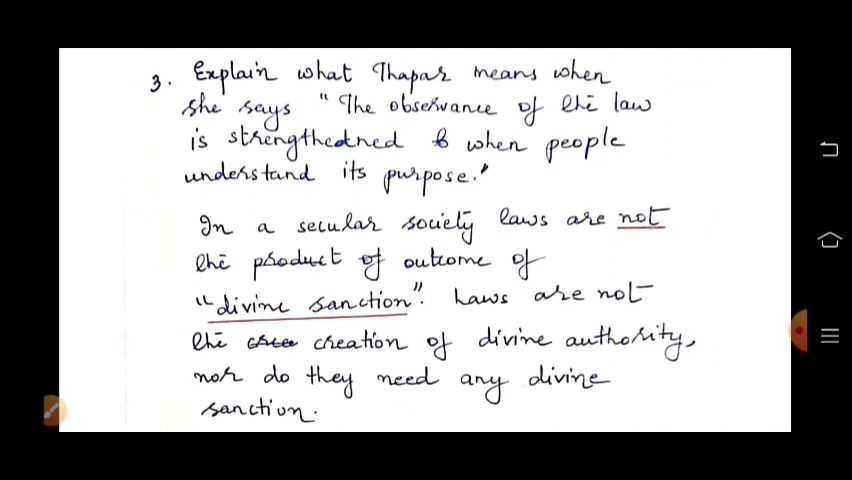 3. Explain what Thapar means when
she says "The observance of the law
is strengthedned b when people
understand its purpose."
In a secular society laws are not
the product of outcome of
"divine sanction". Laws are not
the crea creation of divine authority,
nor do they need any divine
sanction.